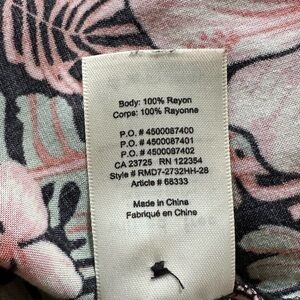 Body: 100% Rayon
Corps: 100% Rayonne
P.O. # 4500087400
P.O. # 4500087401
P.O. # 4500087402
CA 23725 RN 122354
Style # RMD7-2732HH-28
Article # 66333
Made in China
Fabriqué en Chine